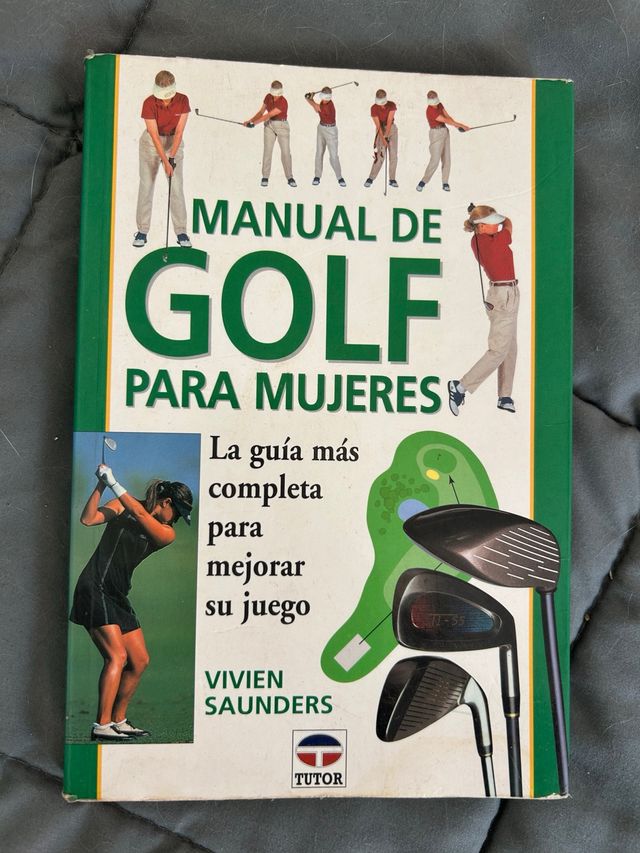 MANUAL DE
GOLF
PARA MUJERES
La guía más
completa
para
mejorar
su juego
VIVIEN
SAUNDERS
TUTOR